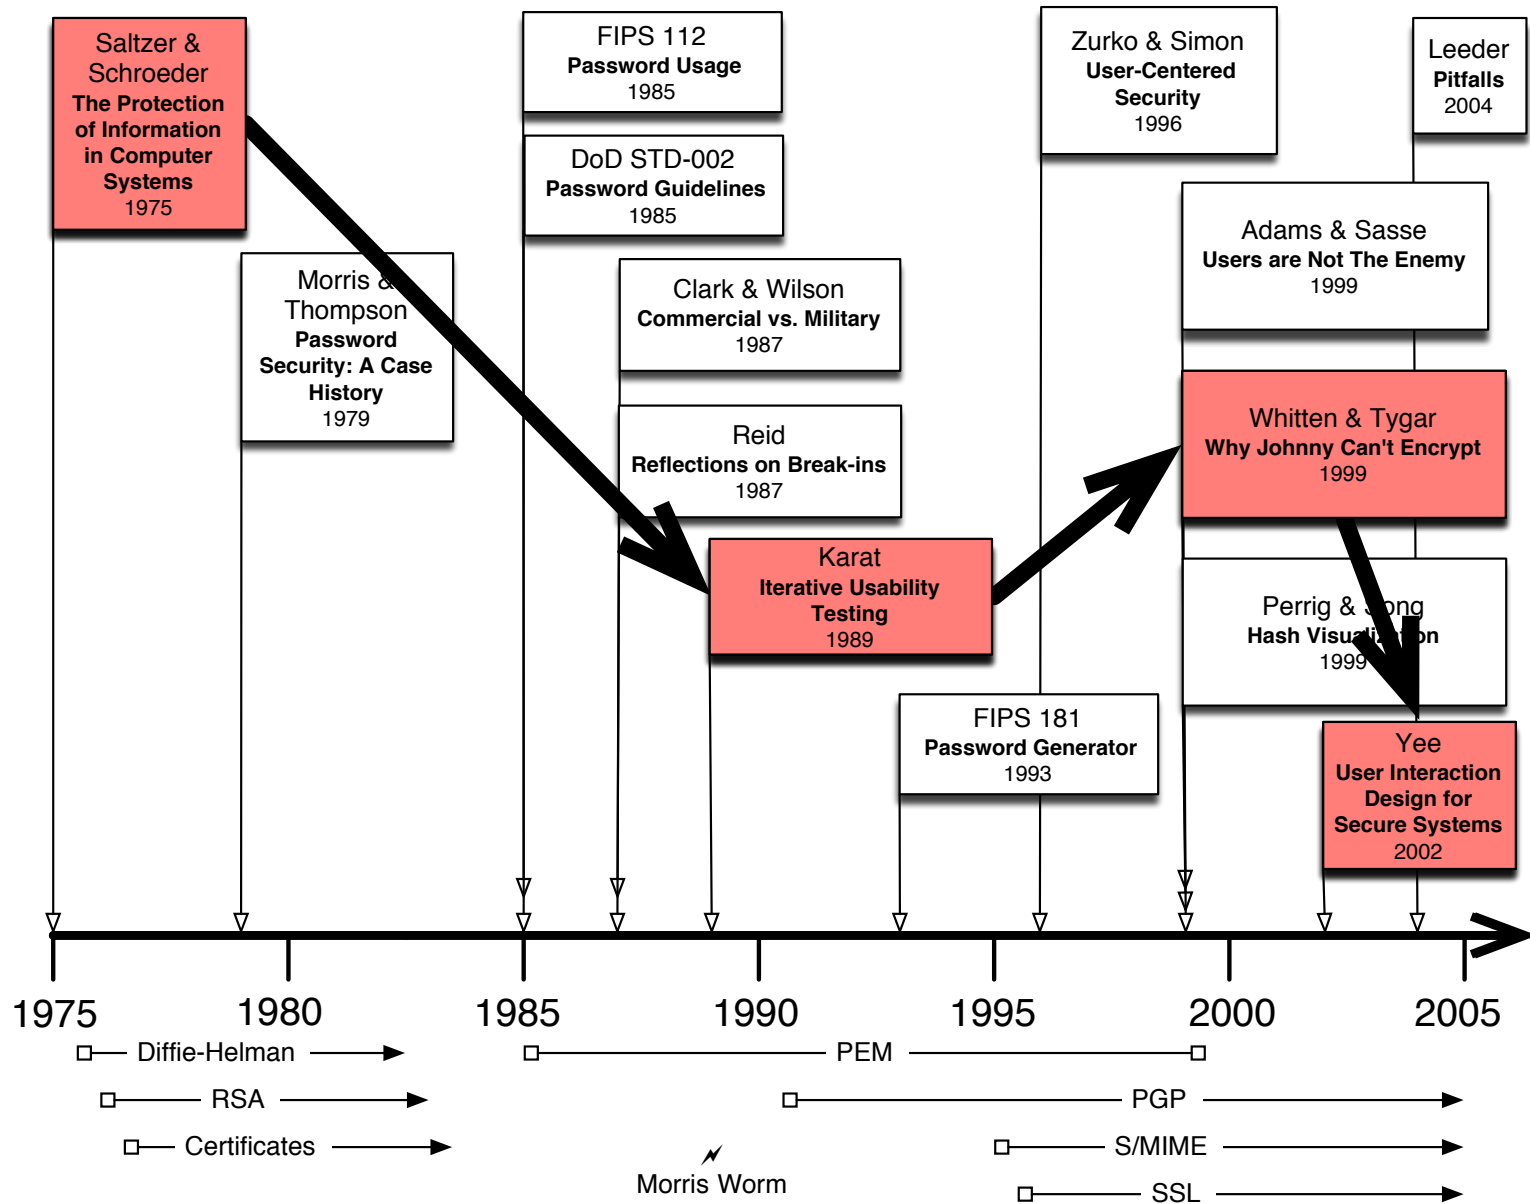 Saltzer &
Schroeder
The Protection
of Information
in Computer
Systems
1975
Morris &
Thompson
Password
Security: A Case
History
1979
FIPS 112
Password Usage
1985
DoD STD-002
Password Guidelines
1985
Clark & Wilson
Commercial vs. Military
1987
Reid
Reflections on Break-ins
1987
Karat
Iterative Usability
Testing
1989
FIPS 181
Password Generator
1993
Zurko & Simon
User-Centered
Security
1996
Leeder
Pitfalls
2004
Adams & Sasse
Users are Not The Enemy
1999
Whitten & Tygar
Why Johnny Can't Encrypt
1999
Perrig & Song
Hash Visualization
1999
Yee
User Interaction
Design for
Secure Systems
2002
1975 1980 1985 1990 1995 2000 2005
Diffie-Helman
PEM
RSA
PGP
Certificates
S/MIME
Morris Worm
SSL